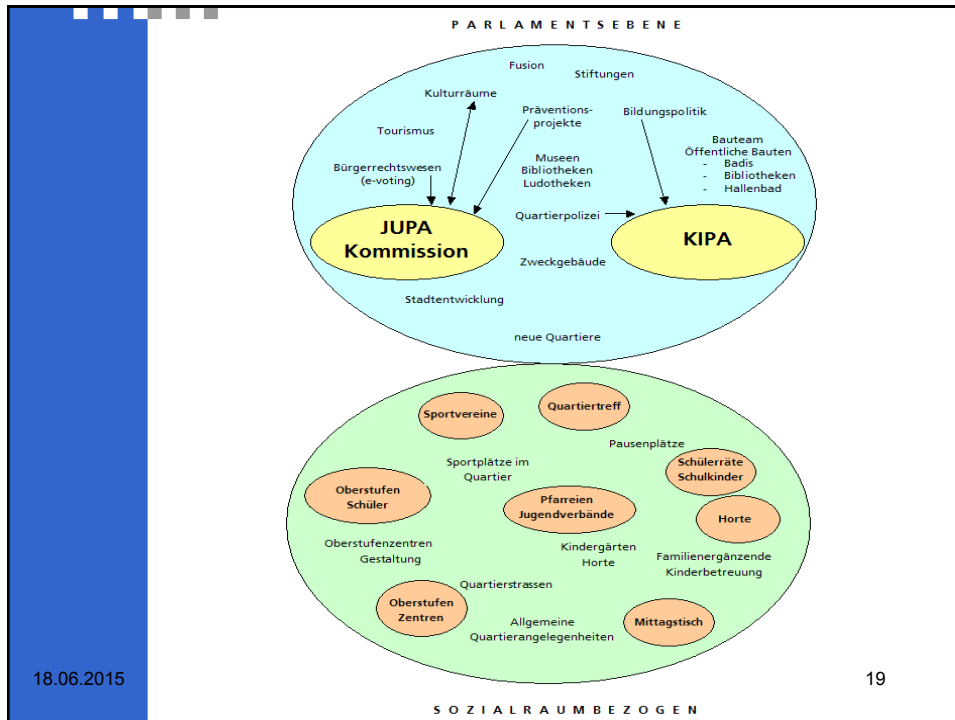 PARLAMENTSEBENE
Fusion
Stiftungen
Kulturräume
Präventions-
projekte
Bildungspolitik
Tourismus
Bauteam
Öffentliche Bauten
- Badis
- Bibliotheken
- Hallenbad
Museen
Bibliotheken
Ludotheken
Bürgerrechtswesen
(e-voting)
Quartierpolizei
JUPA
Kommission
KIPA
Zweckgebäude
Stadtentwicklung
neue Quartiere
Sportvereine
Quartiertreff
Pausenplätze
Sportplätze im
Quartier
Schülerräte
Schulkinder
Oberstufen
Schüler
Pfarreien
Jugendverbände
Horte
Oberstufenzentren
Gestaltung
Kindergärten
Horte
Familienergänzende
Kinderbetreuung
Quartierstrassen
Oberstufen
Zentren
Allgemeine
Quartierangelegenheiten
Mittagstisch
18.06.2015
19
SOZIALRAUMBEZOGEN